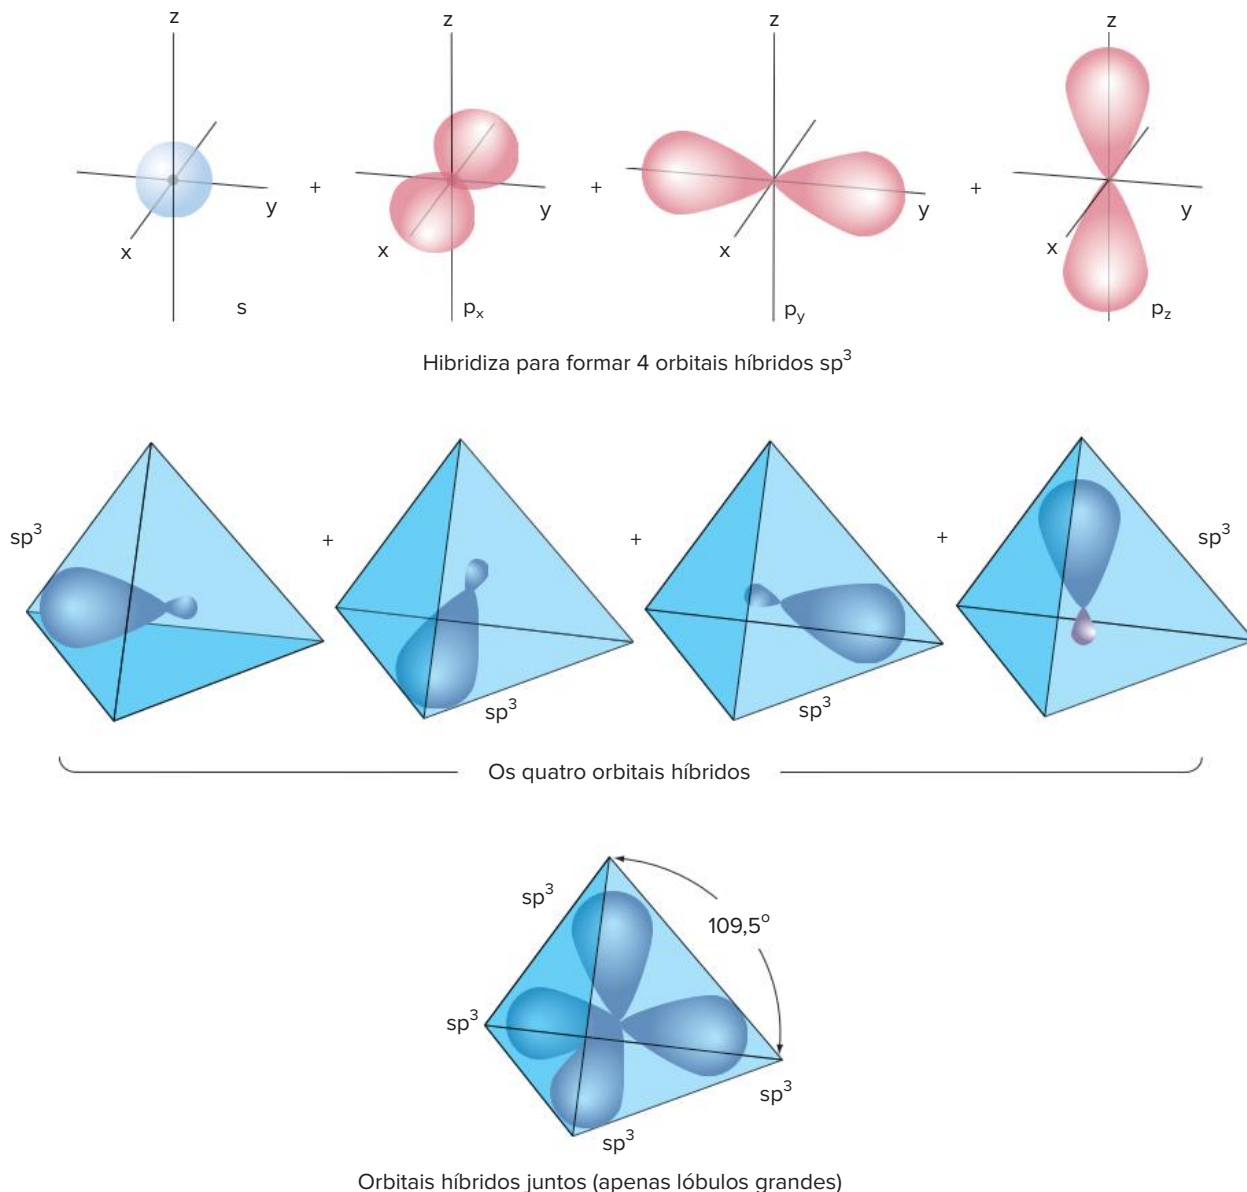 z z z z
+ + +
y y y y
x x x x
s pₓ p_y p_z
Hibridiza para formar 4 orbitais híbridos sp³
sp³ + + + sp³
sp³ sp³
Os quatro orbitais híbridos
sp³
109,5°
sp³
sp³
sp³
Orbitais híbridos juntos (apenas lóbulos grandes)